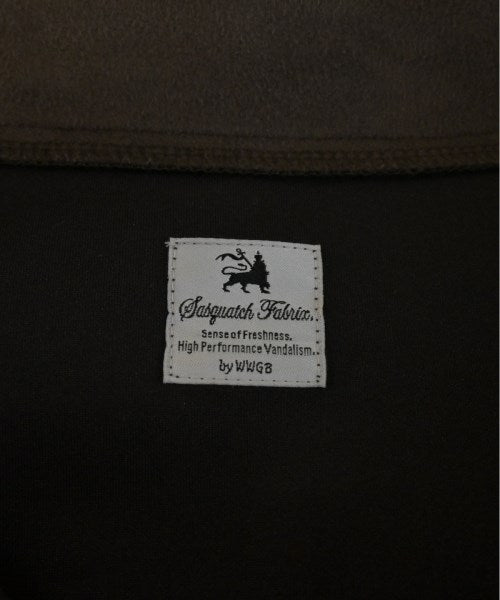 Sasquatch Fabrix.
Sense of Freshness.
High Performance Vandalism.
by WWGB